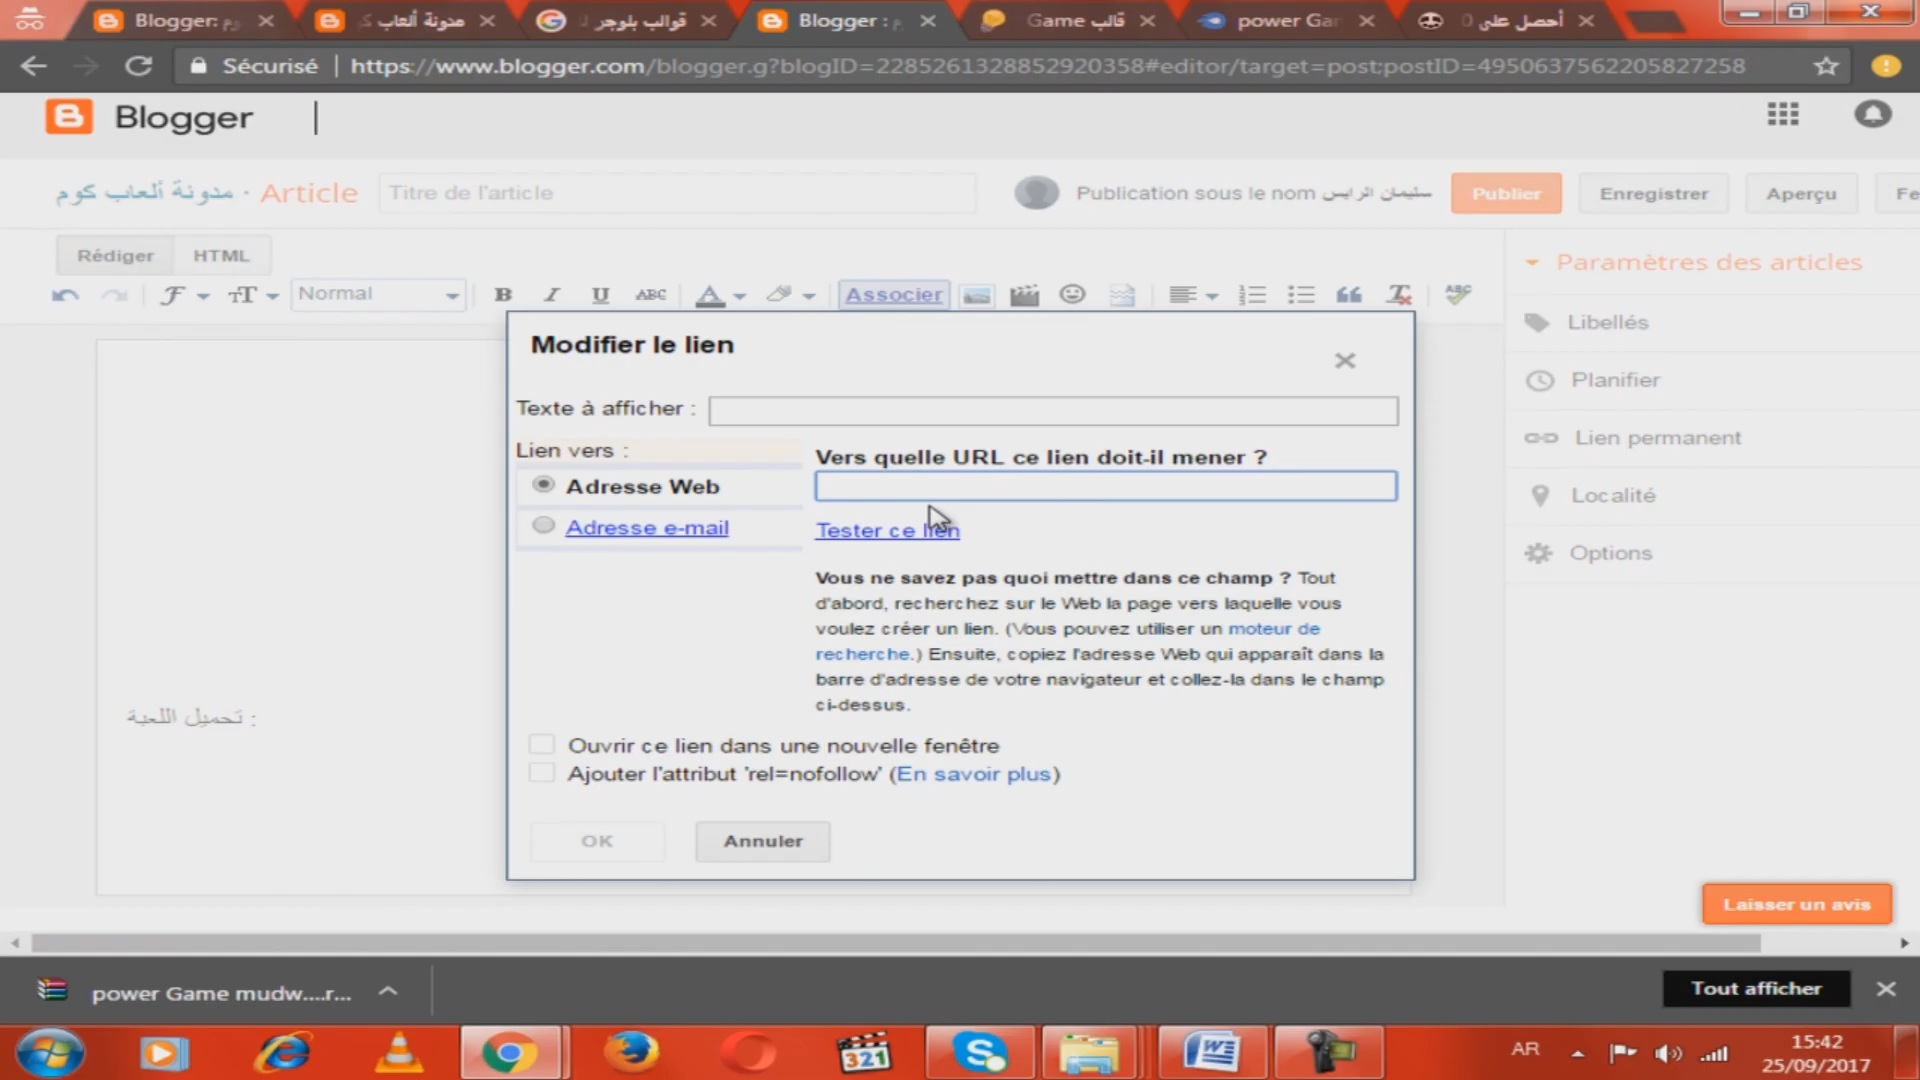 Blogger:
مدونة ألعاب ك
قوالب بلوجر
Blogger :
قالب Game
power Gar
أحصل على 0
Sécurisé | https://www.blogger.com/blogger.g?blogID=2285261328852920358#editor/target=post;postID=4950637562205827258
Blogger
مدونة ألعاب كوم · Article
Titre de l'article
Publication sous le nom سليمان الرايس
Publier
Enregistrer
Aperçu
Fe
Rédiger
HTML
Paramètres des articles
Normal
B I U ABC
Associer
ABC
Modifier le lien
Libellés
Planifier
Texte à afficher :
Lien vers :
Vers quelle URL ce lien doit-il mener ?
Lien permanent
Adresse Web
Localité
Adresse e-mail
Tester ce lien
Options
Vous ne savez pas quoi mettre dans ce champ ? Tout
d'abord, recherchez sur le Web la page vers laquelle vous
voulez créer un lien. (Vous pouvez utiliser un moteur de
recherche.) Ensuite, copiez l'adresse Web qui apparaît dans la
barre d'adresse de votre navigateur et collez-la dans le champ
ci-dessus.
تحميل اللعبة :
Ouvrir ce lien dans une nouvelle fenêtre
Ajouter l'attribut 'rel=nofollow' (En savoir plus)
OK
Annuler
Laisser un avis
power Game mudw....r...
Tout afficher
321
AR
15:42
25/09/2017